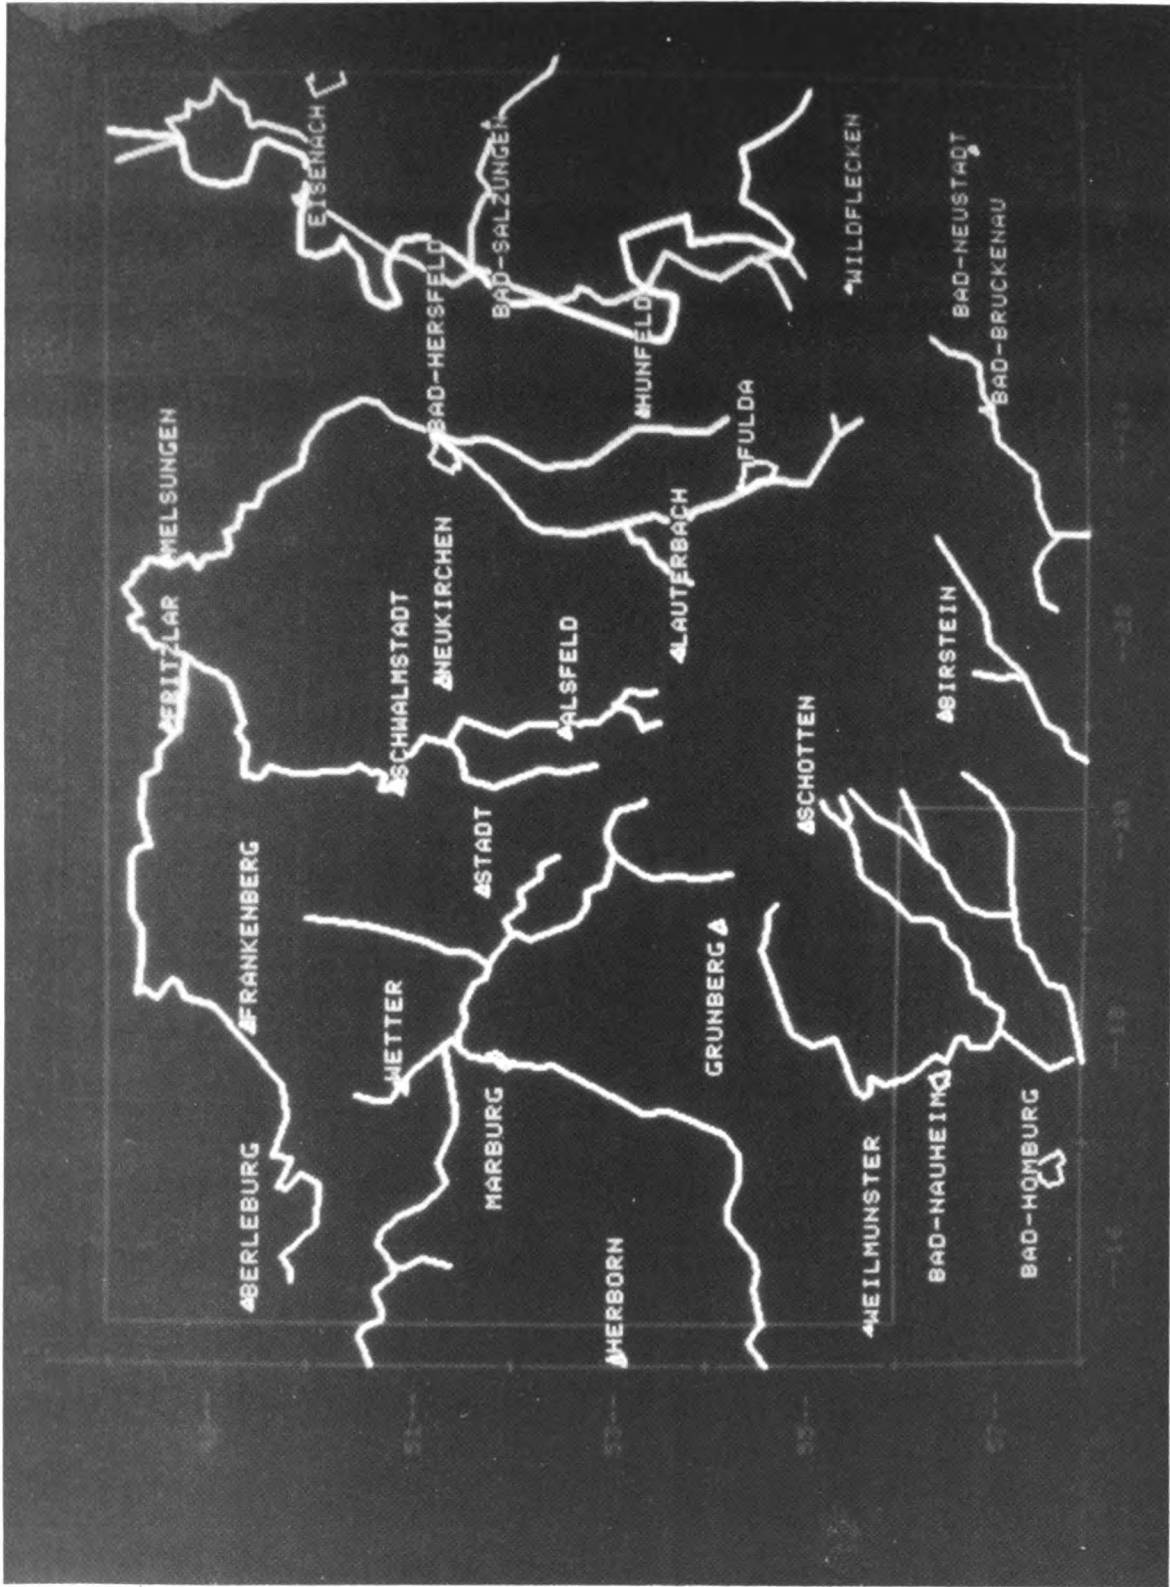 FRITZLAR
MELSUNGEN
BERLEBURG
FRANKENBERG
EISENACH
WETTER
SCHWALMSTADT
NEUKIRCHEN
BAD-HERSFELD
MARBURG
STADT
BAD-SALZUNGEN
ALSFELD
HERBORN
HUNFELD
LAUTERBACH
GRUNBERG
FULDA
SCHOTTEN
WILDFLECKEN
WEILMUNSTER
BAD-NAUHEIM
BIRSTEIN
BAD-NEUSTADT
BAD-BRUCKENAU
BAD-HOMBURG